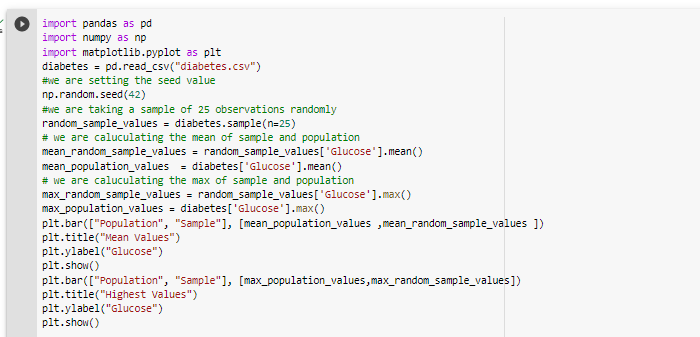 import pandas as pd
import numpy as np
import matplotlib.pyplot as plt
diabetes = pd.read_csv("diabetes.csv")
#we are setting the seed value
np.random.seed(42)
#we are taking a sample of 25 observations randomly
random_sample_values = diabetes.sample(n=25)
# we are caluculating the mean of sample and population
mean_random_sample_values = random_sample_values['Glucose'].mean()
mean_population_values  = diabetes['Glucose'].mean()
# we are caluculating the max of sample and population
max_random_sample_values = random_sample_values['Glucose'].max()
max_population_values = diabetes['Glucose'].max()
plt.bar(["Population", "Sample"], [mean_population_values ,mean_random_sample_values ])
plt.title("Mean Values")
plt.ylabel("Glucose")
plt.show()
plt.bar(["Population", "Sample"], [max_population_values,max_random_sample_values])
plt.title("Highest Values")
plt.ylabel("Glucose")
plt.show()